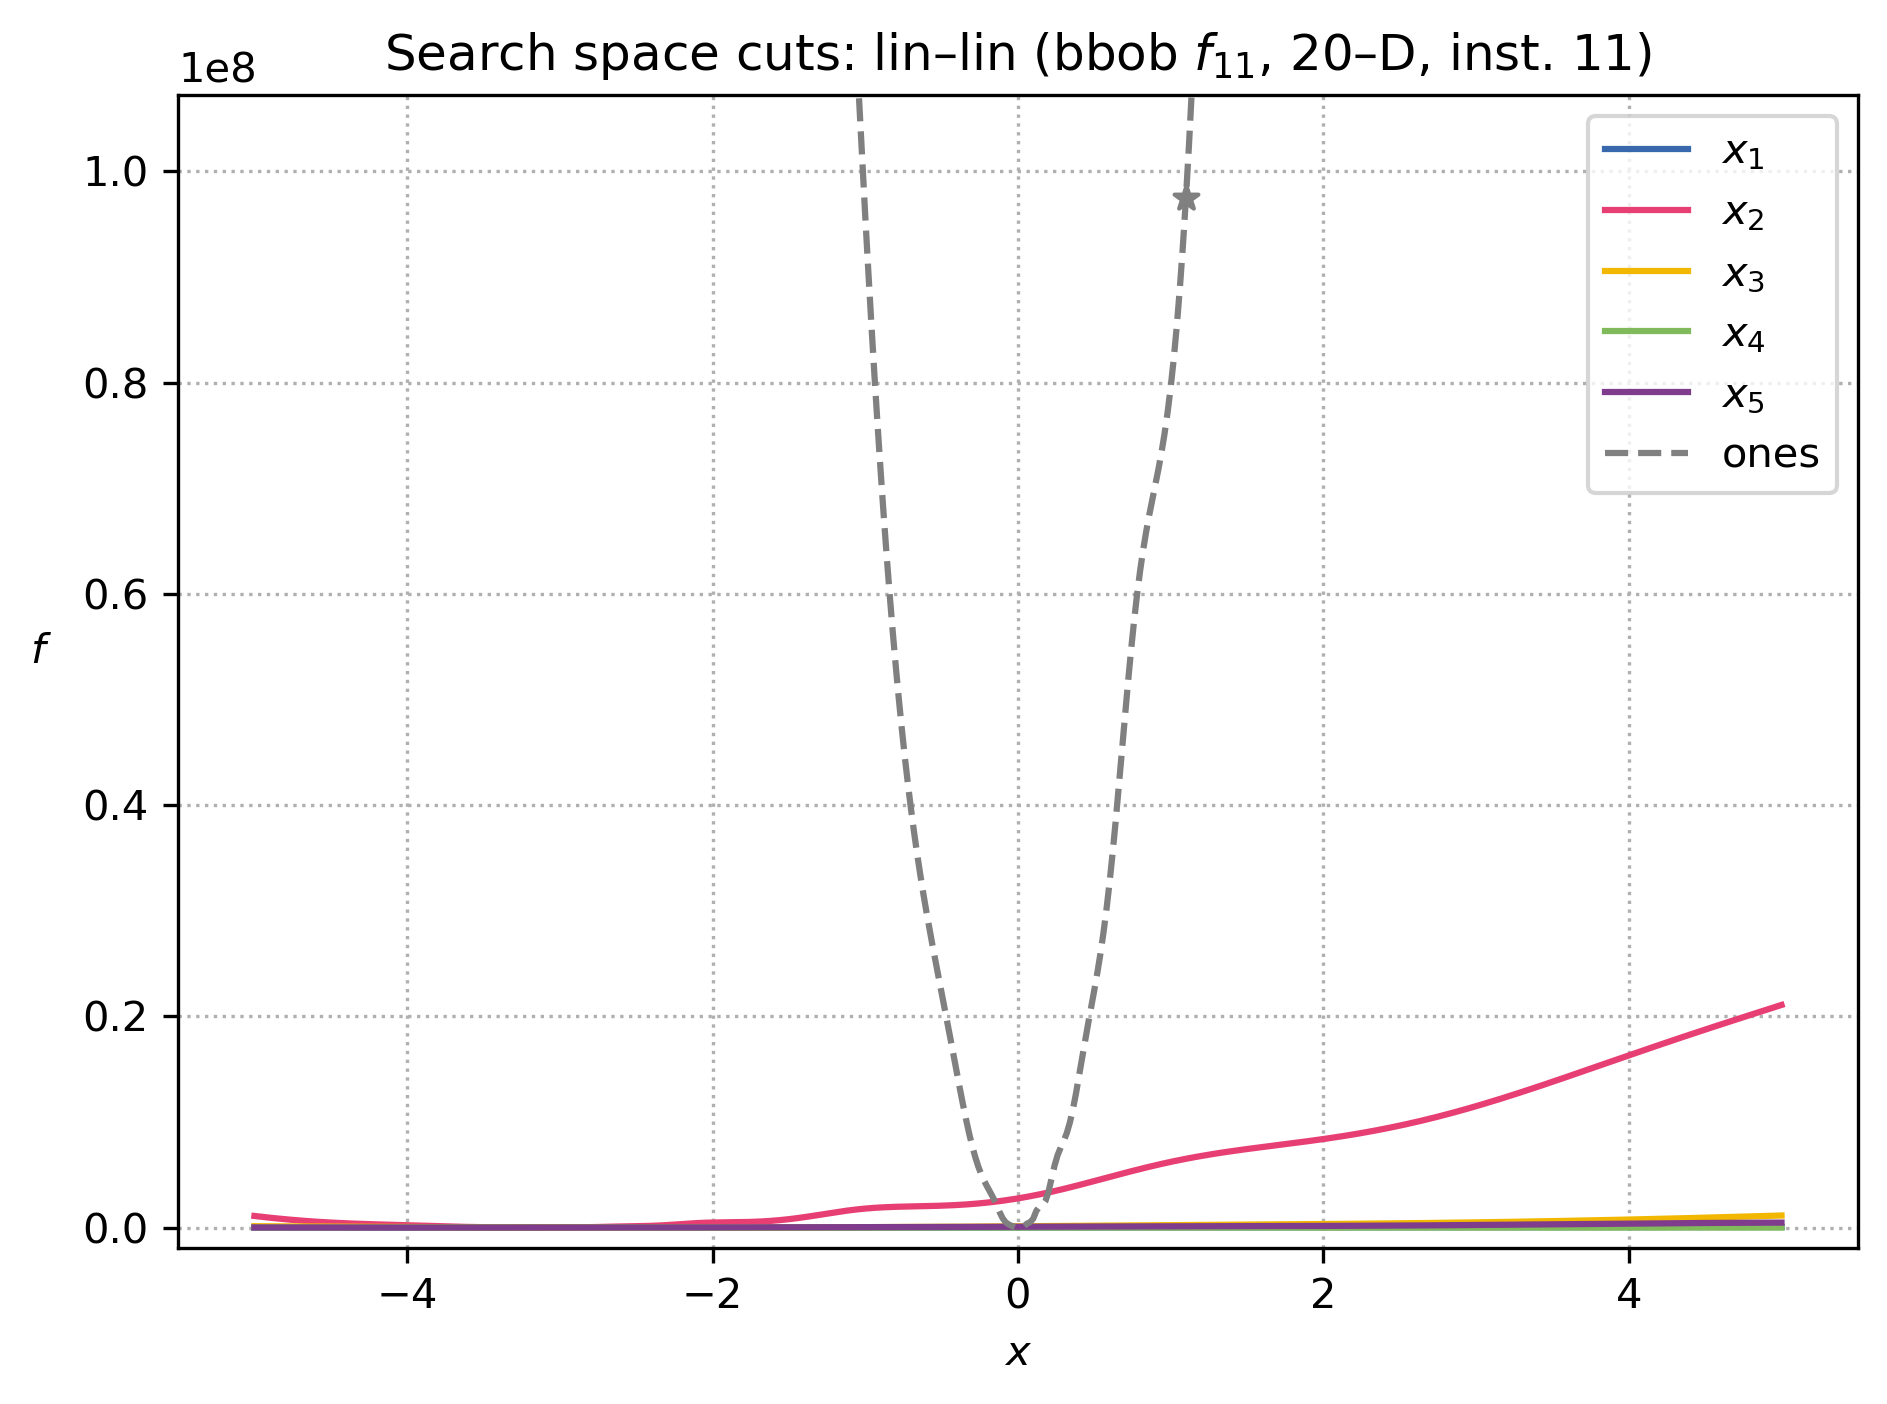 Search space cuts: lin–lin (bbob f₁₁, 20–D, inst. 11)
1e8
1.0
0.8
0.6
0.4
0.2
0.0
f
x₁
x₂
x₃
x₄
x₅
ones
−4
−2
0
2
4
x